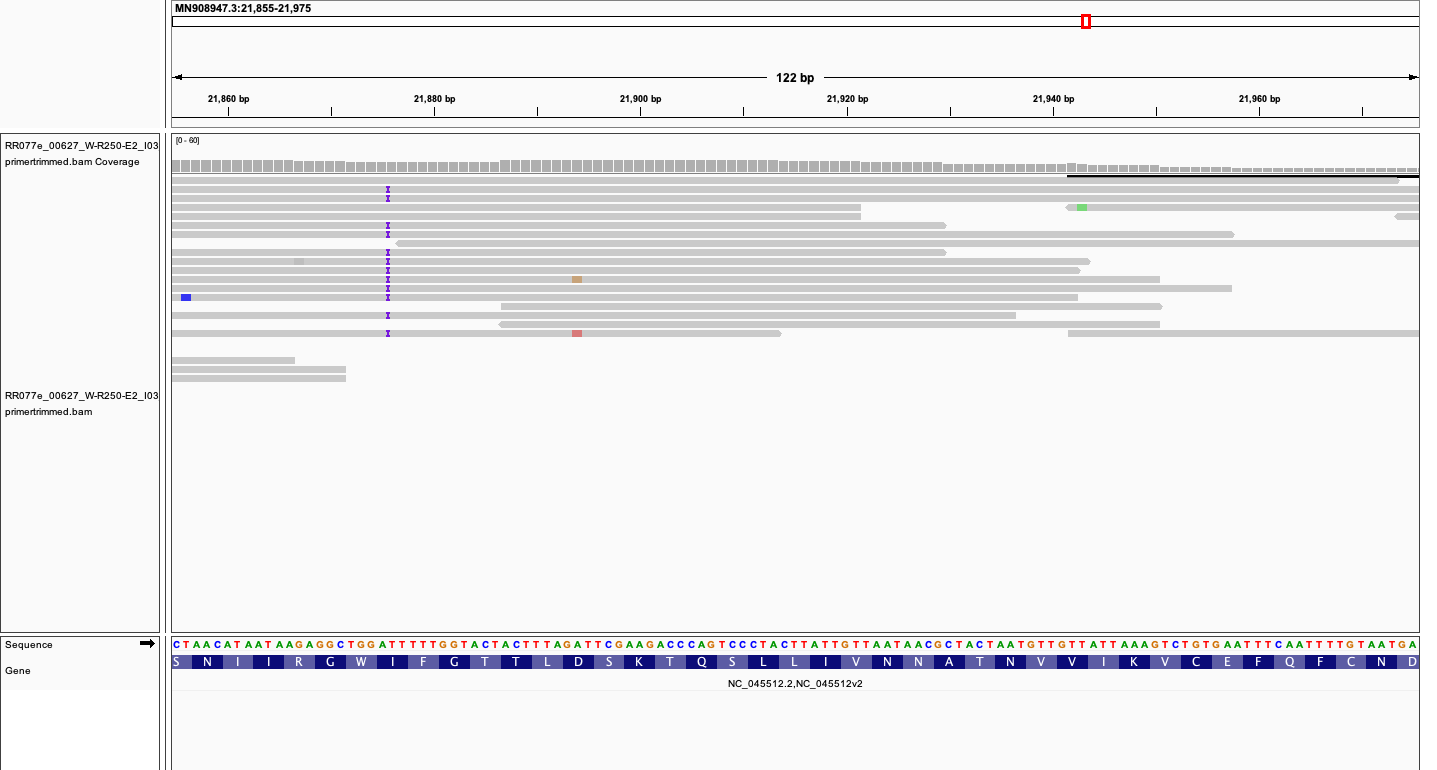 MN908947.3:21,855-21,975
122 bp
21,860 bp 21,880 bp 21,900 bp 21,920 bp 21,940 bp 21,960 bp
RR077e_00627_W-R250-E2_I03
primertrimmed.bam Coverage
[0 - 60]
RR077e_00627_W-R250-E2_I03
primertrimmed.bam
Sequence
CTAACATAATAAGAGGCTGGATTTTTGGTACTACTTTAGATTCGAAGACCCAGTCCCTACTTATTGTTAATAACGCTACTAATGTTGTTATTAAAGTCTGTGAATTTCAATTTTGTAATGA
Gene
S N I I R G W I F G T T L D S K T Q S L L I V N N A T N V V I K V C E F Q F C N D
NC_045512.2,NC_045512v2